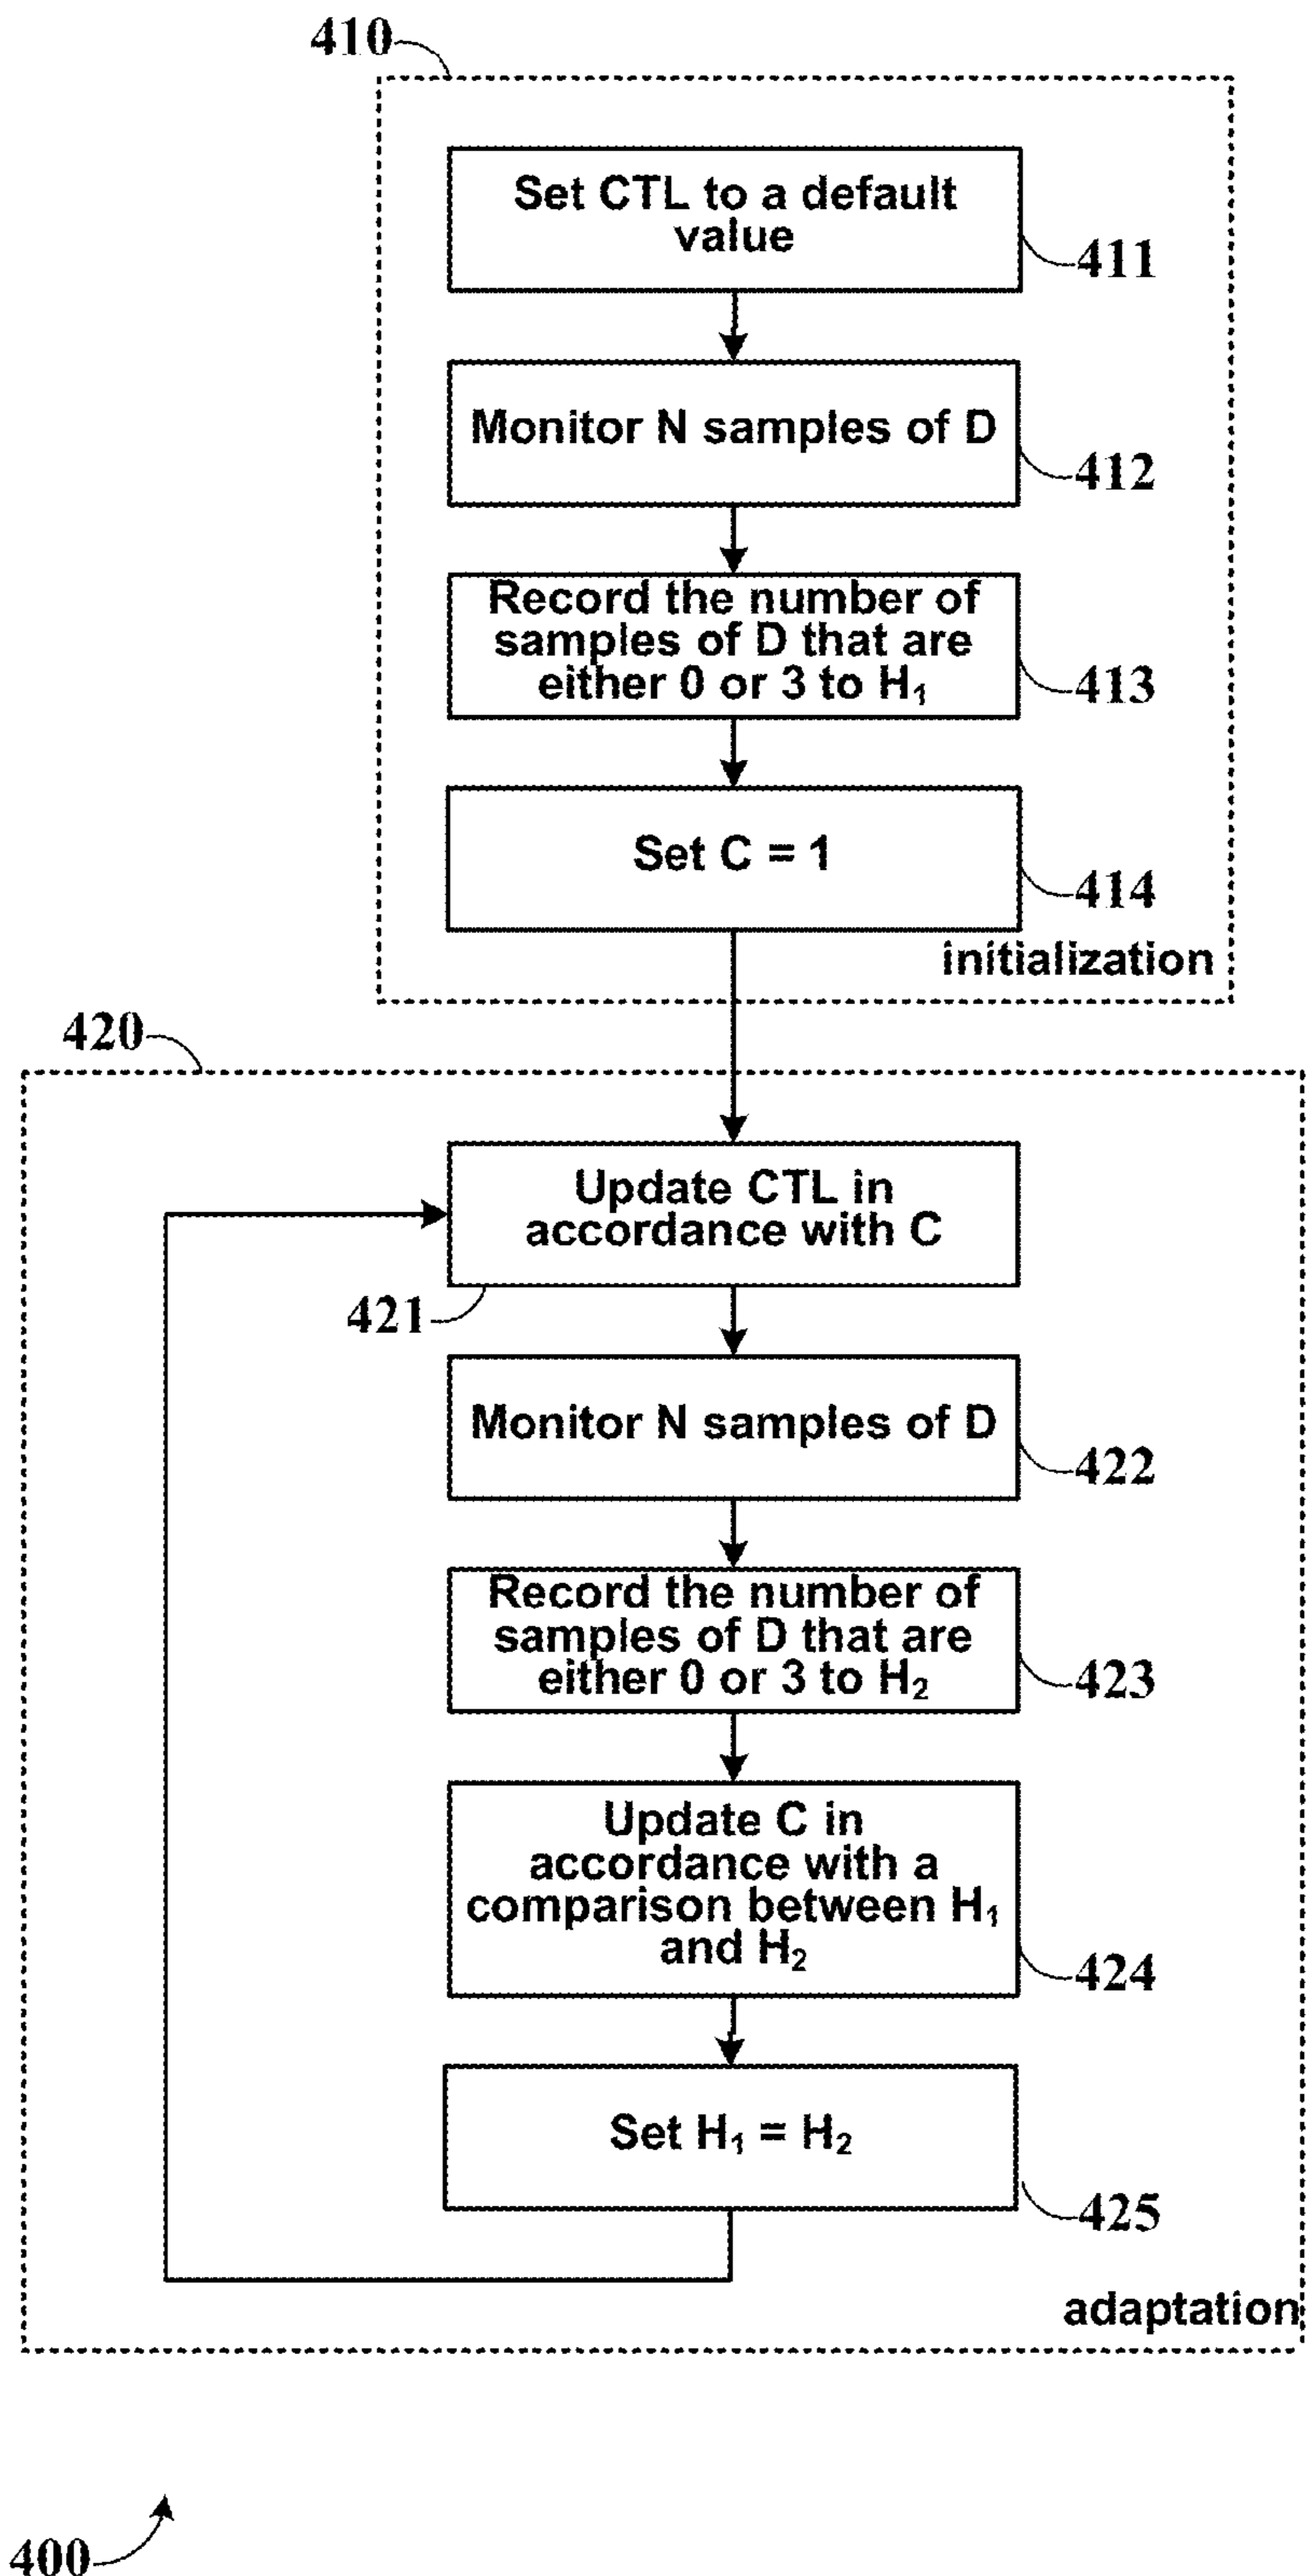 410
Set CTL to a default
value
411
Monitor N samples of D
412
Record the number of
samples of D that are
either 0 or 3 to H₁
413
Set C = 1
414
initialization
420
Update CTL in
accordance with C
421
Monitor N samples of D
422
Record the number of
samples of D that are
either 0 or 3 to H₂
423
Update C in
accordance with a
comparison between H₁
and H₂
424
Set H₁ = H₂
425
adaptation
400